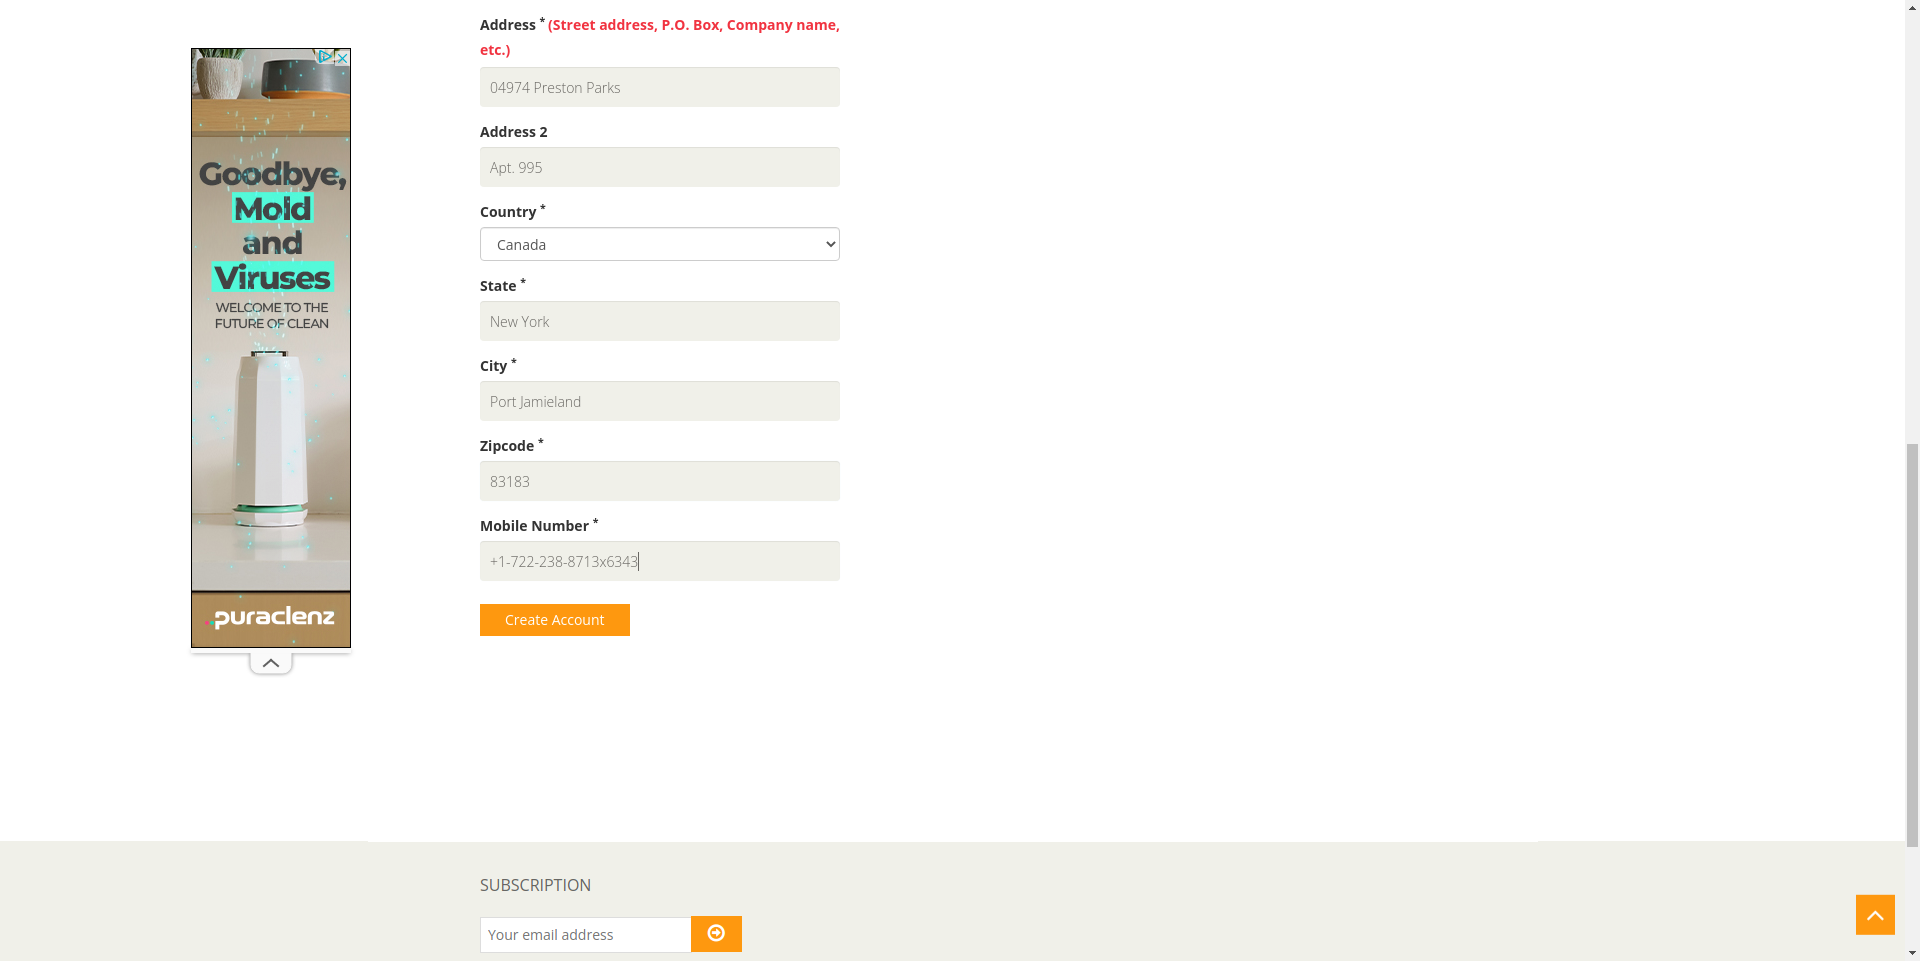 Address * (Street address, P.O. Box, Company name,
etc.)
04974 Preston Parks
Address 2
Apt. 995
Country *
Canada
State *
New York
City *
Port Jamieland
Zipcode *
83183
Mobile Number *
+1-722-238-8713x6343
Create Account
Goodbye,
Mold
and
Viruses
WELCOME TO THE
FUTURE OF CLEAN
puraclenz
SUBSCRIPTION
Your email address